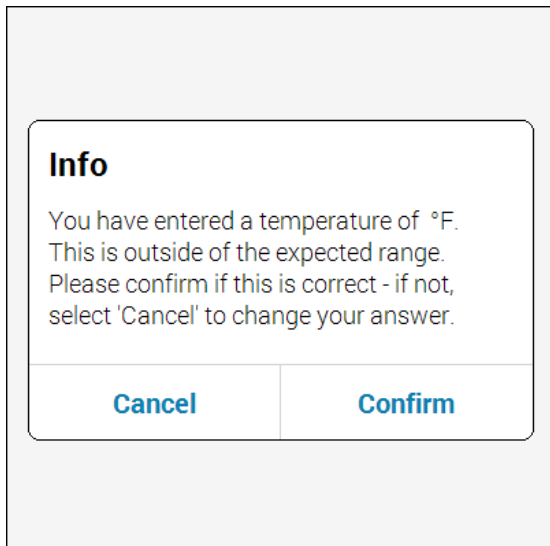 Info
You have entered a temperature of  °F.
This is outside of the expected range.
Please confirm if this is correct - if not,
select 'Cancel' to change your answer.
Cancel
Confirm